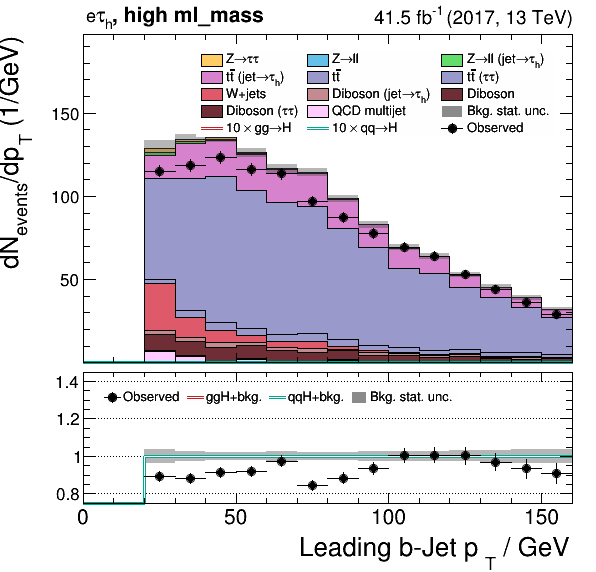 eτh, high ml_mass 41.5 fb-1 (2017, 13 TeV)
dNevents/dpT (1/GeV)
Z→ττ Z→ll Z→ll (jet→τh)
tt̄ (jet→τh) tt̄ tt̄ (ττ)
W+jets Diboson (jet→τh) Diboson
Diboson (ττ) QCD multijet Bkg. stat. unc.
10 × gg→H 10 × qq→H Observed
150
100
50
1.4
Observed ggH+bkg. qqH+bkg. Bkg. stat. unc.
1.2
1
0.8
0 50 100 150
Leading b-Jet pT / GeV